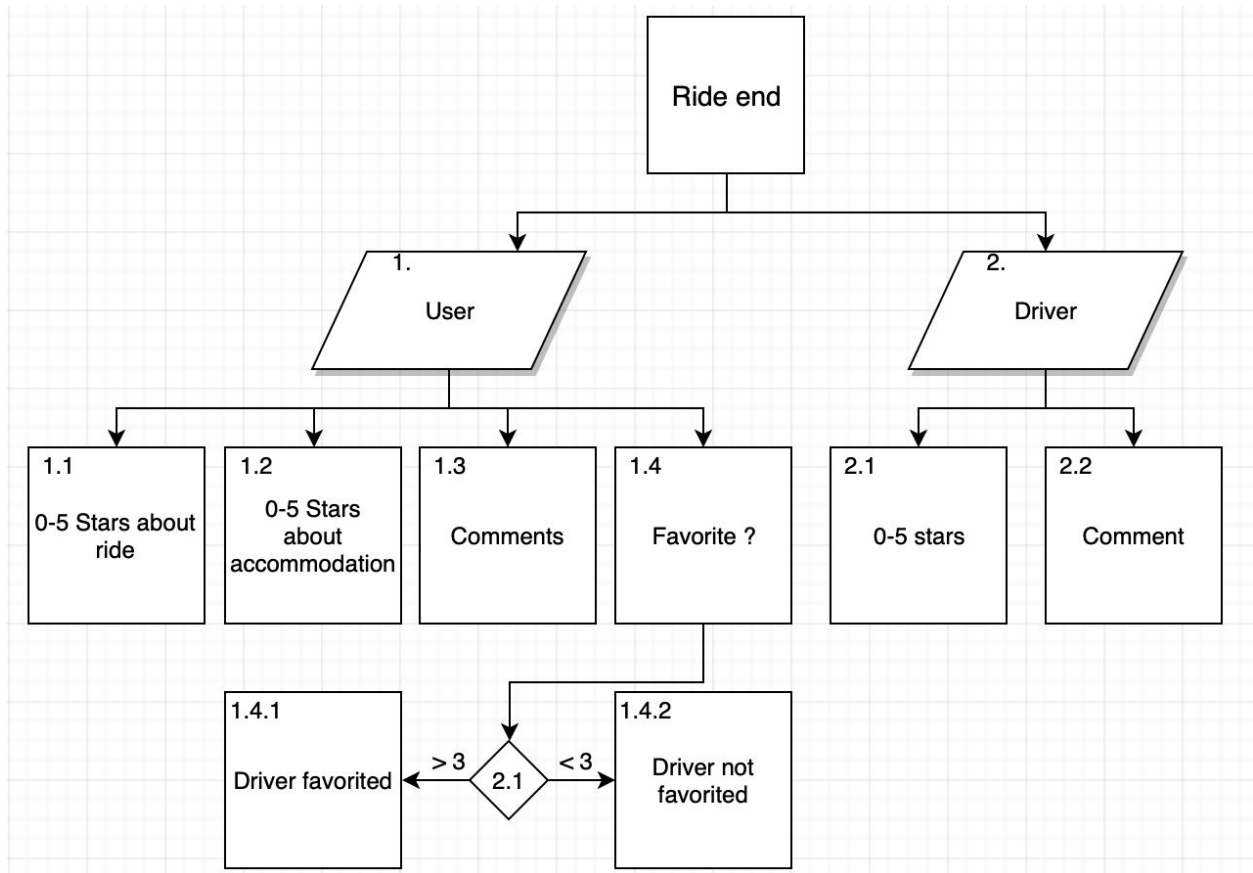 Ride end
1.
User
2.
Driver
1.1
0-5 Stars about
ride
1.2
0-5 Stars
about
accommodation
1.3
Comments
1.4
Favorite ?
2.1
0-5 stars
2.2
Comment
1.4.1
Driver favorited
> 3
2.1
< 3
1.4.2
Driver not
favorited